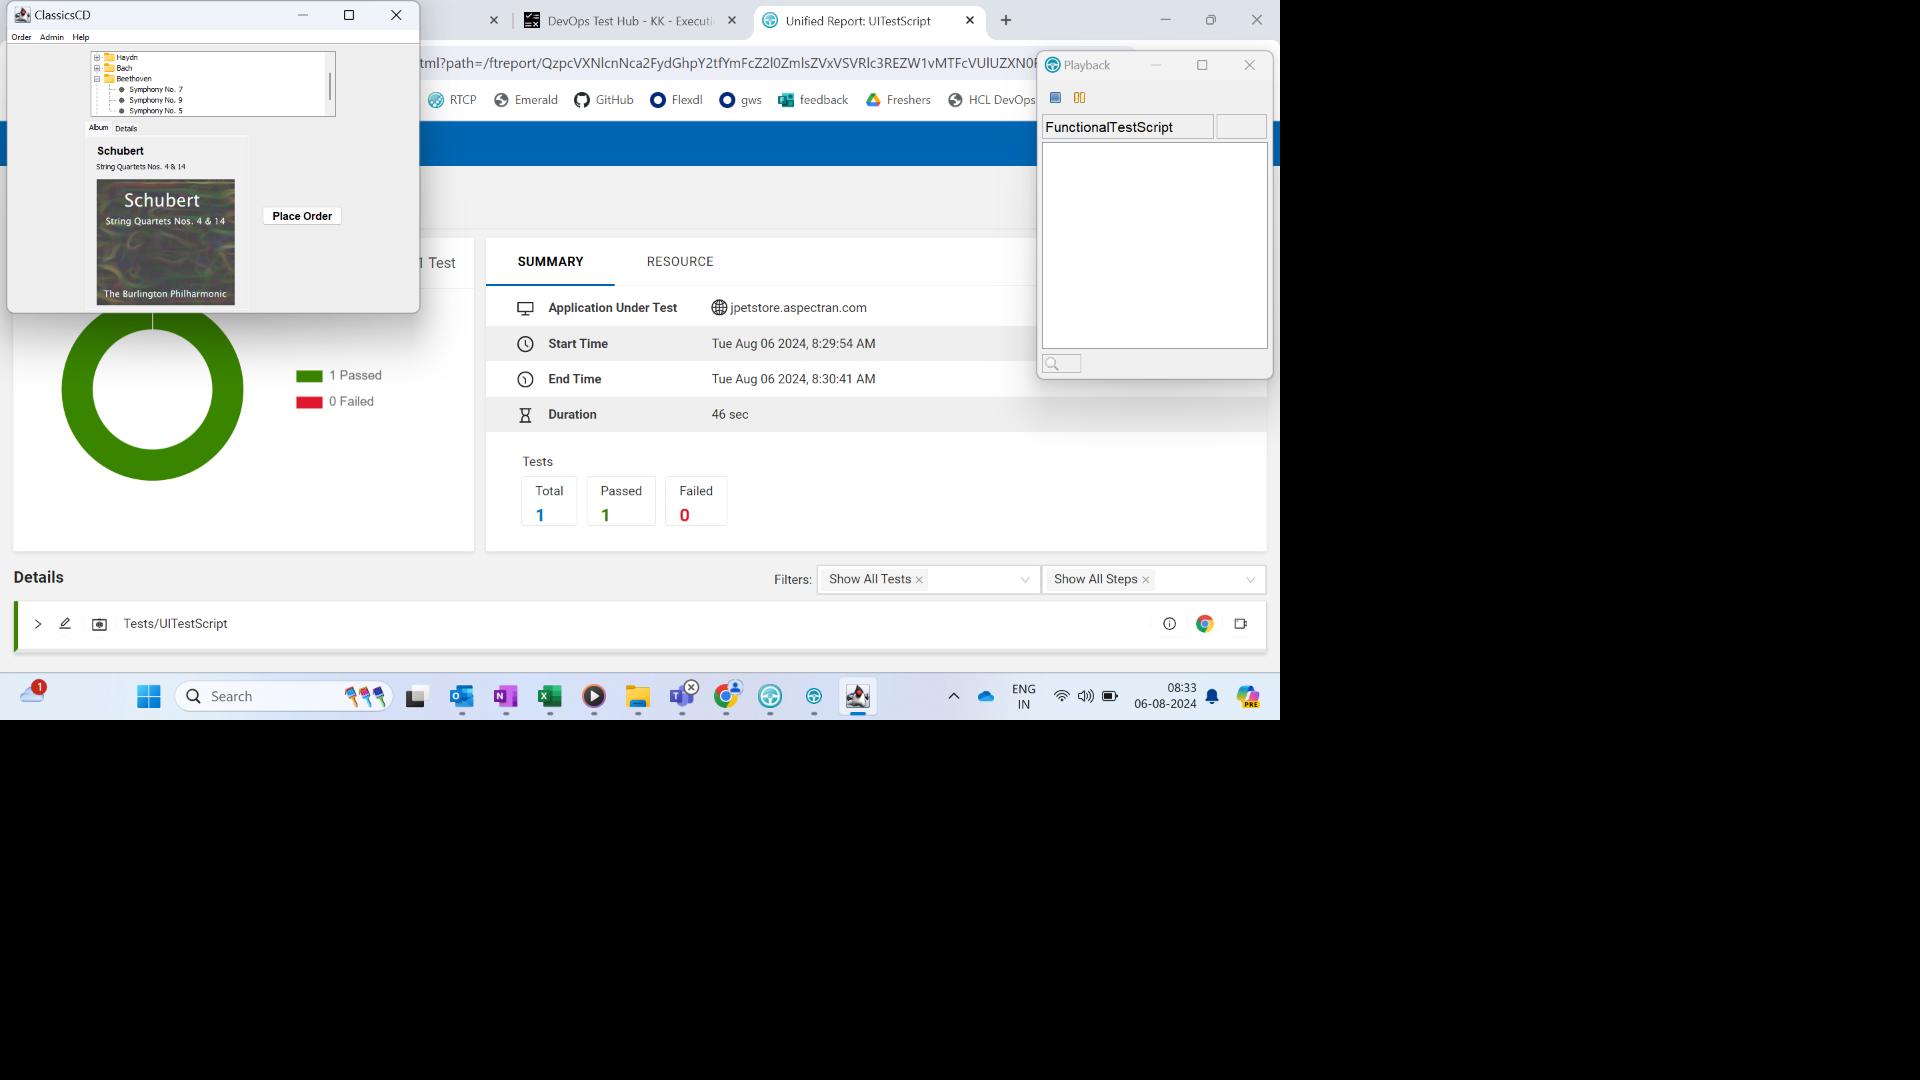 ClassicsCD
DevOps Test Hub - KK - Executi
Unified Report: UITestScript
Order Admin Help
Haydn
Bach
Beethoven
Symphony No. 7
Symphony No. 9
Symphony No. 5
Album Details
Schubert
String Quartets Nos. 4 & 14
Schubert
String Quartets Nos. 4 & 14
The Burlington Philharmonic
Place Order
RTCP Emerald GitHub Flexdl gws feedback Freshers HCL DevOps
Playback
FunctionalTestScript
1 Test
1 Passed
0 Failed
SUMMARY RESOURCE
Application Under Test jpetstore.aspectran.com
Start Time Tue Aug 06 2024, 8:29:54 AM
End Time Tue Aug 06 2024, 8:30:41 AM
Duration 46 sec
Tests
Total Passed Failed
1 1 0
Details
Filters: Show All Tests Show All Steps
Tests/UITestScript
1
Search
PRE
ENG
IN
08:33
06-08-2024